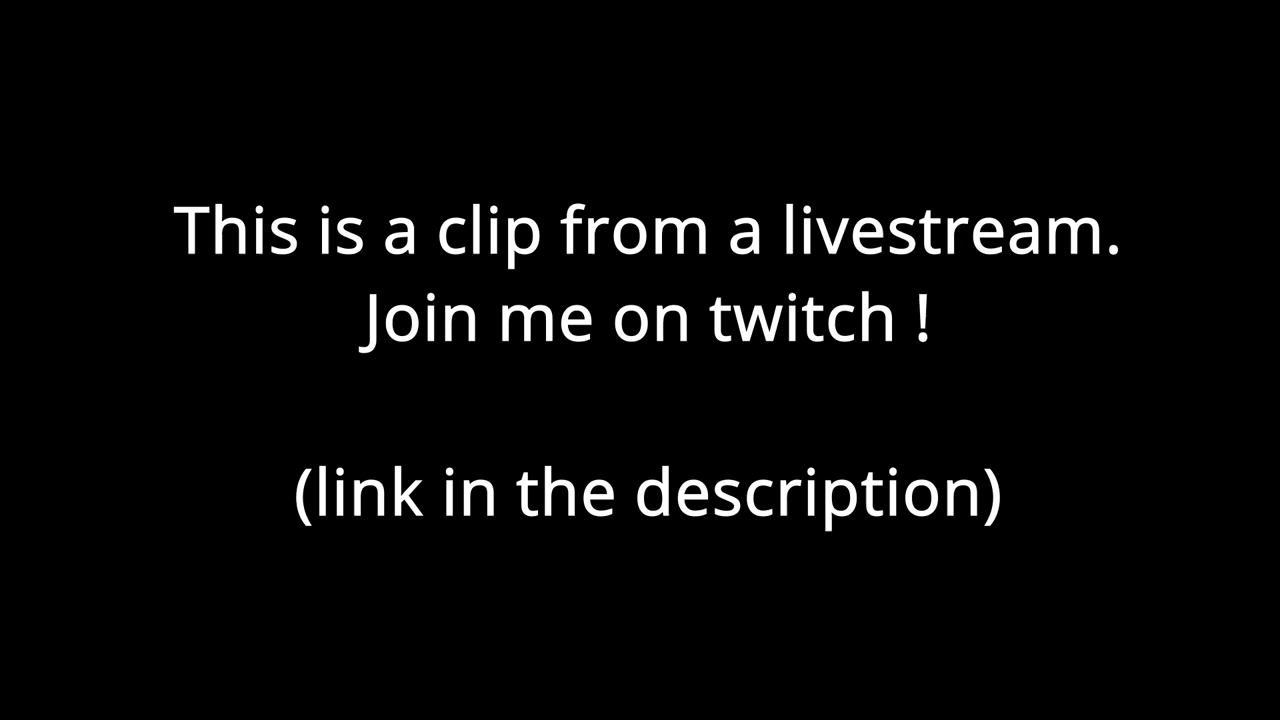 This is a clip from a livestream.
Join me on twitch !
(link in the description)